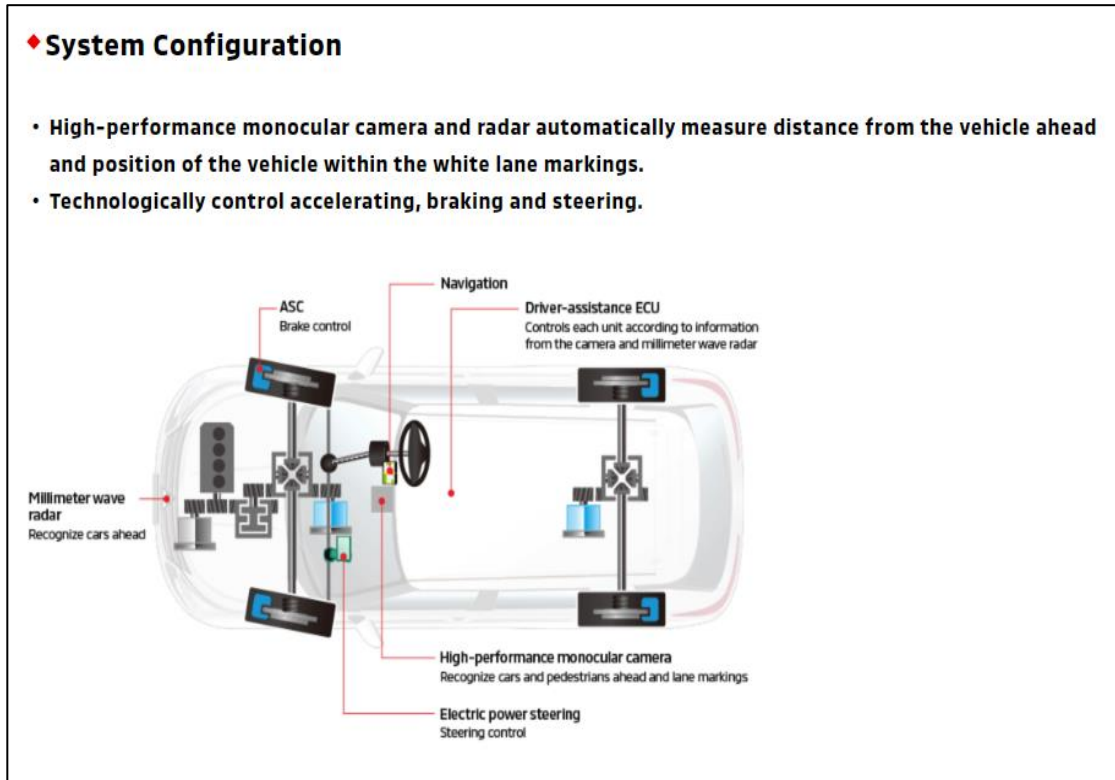 System Configuration
• High-performance monocular camera and radar automatically measure distance from the vehicle ahead
and position of the vehicle within the white lane markings.
• Technologically control accelerating, braking and steering.
Navigation
ASC
Brake control
Driver-assistance ECU
Controls each unit according to information
from the camera and millimeter wave radar
Millimeter wave
radar
Recognize cars ahead
High-performance monocular camera
Recognize cars and pedestrians ahead and lane markings
Electric power steering
Steering control